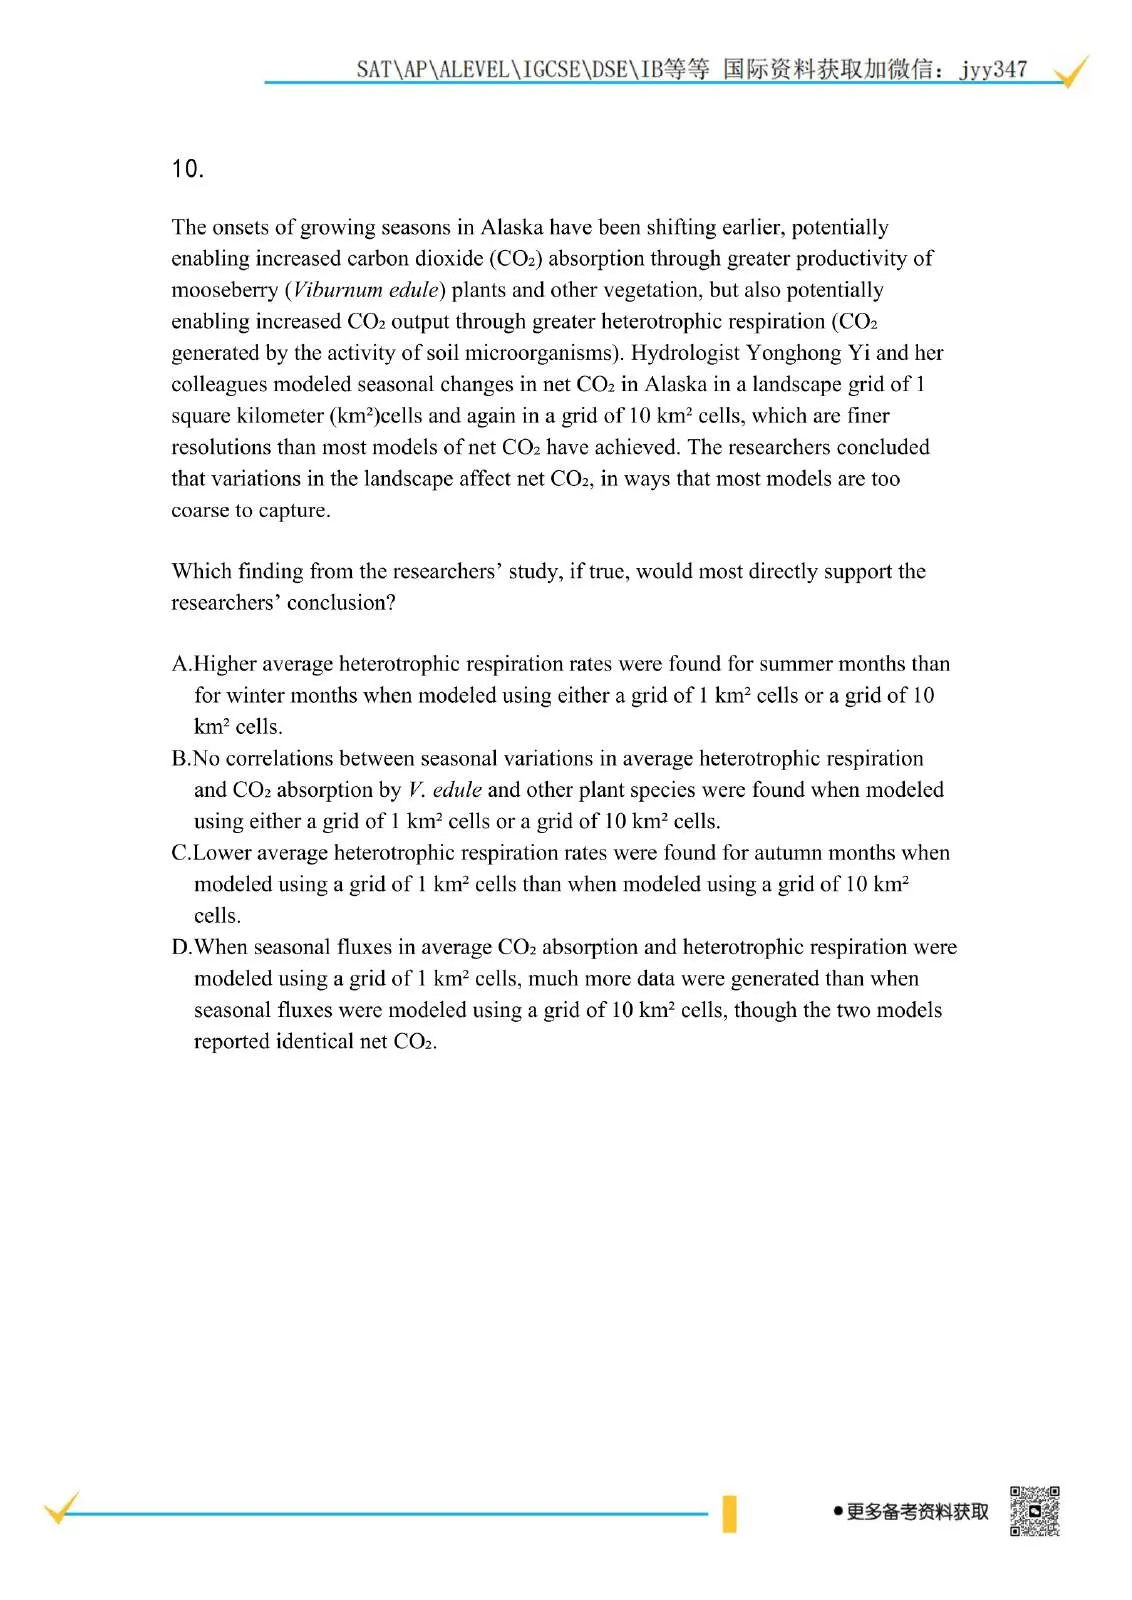 SAT\AP\ALEVEL\IGCSE\DSE\IB等等 国际资料获取加微信：jyy347
10.
The onsets of growing seasons in Alaska have been shifting earlier, potentially
enabling increased carbon dioxide (CO₂) absorption through greater productivity of
mooseberry (Viburnum edule) plants and other vegetation, but also potentially
enabling increased CO₂ output through greater heterotrophic respiration (CO₂
generated by the activity of soil microorganisms). Hydrologist Yonghong Yi and her
colleagues modeled seasonal changes in net CO₂ in Alaska in a landscape grid of 1
square kilometer (km²)cells and again in a grid of 10 km² cells, which are finer
resolutions than most models of net CO₂ have achieved. The researchers concluded
that variations in the landscape affect net CO₂, in ways that most models are too
coarse to capture.
Which finding from the researchers’ study, if true, would most directly support the
researchers’ conclusion?
A.Higher average heterotrophic respiration rates were found for summer months than
for winter months when modeled using either a grid of 1 km² cells or a grid of 10
km² cells.
B.No correlations between seasonal variations in average heterotrophic respiration
and CO₂ absorption by V. edule and other plant species were found when modeled
using either a grid of 1 km² cells or a grid of 10 km² cells.
C.Lower average heterotrophic respiration rates were found for autumn months when
modeled using a grid of 1 km² cells than when modeled using a grid of 10 km²
cells.
D.When seasonal fluxes in average CO₂ absorption and heterotrophic respiration were
modeled using a grid of 1 km² cells, much more data were generated than when
seasonal fluxes were modeled using a grid of 10 km² cells, though the two models
reported identical net CO₂.
●更多备考资料获取